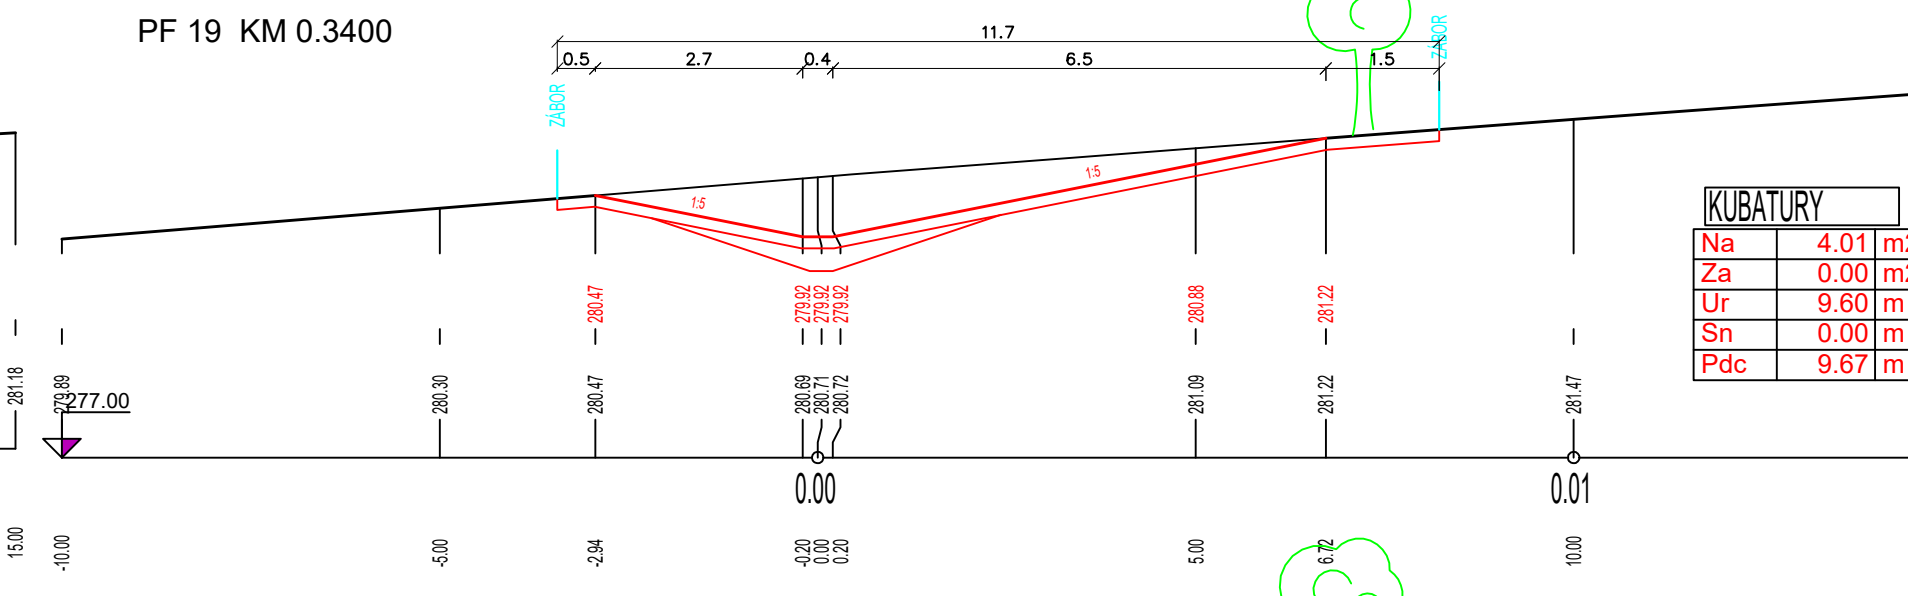 PF 19 KM 0.3400
11.7
0.5 2.7 0.4 6.5 1.5
ZÁBOR ZÁBOR
1:5 1:5
KUBATURY
Na 4.01 m2
Za 0.00 m2
Ur 9.60 m
Sn 0.00 m
Pdc 9.67 m
280.47 279.92 279.92 279.92 280.88 281.22
281.18 279.89 280.30 280.47 280.69 280.71 280.72 281.09 281.22 281.47
277.00
0.00 0.01
15.00 -10.00 -5.00 -2.94 -0.20 0.00 0.20 5.00 6.72 10.00